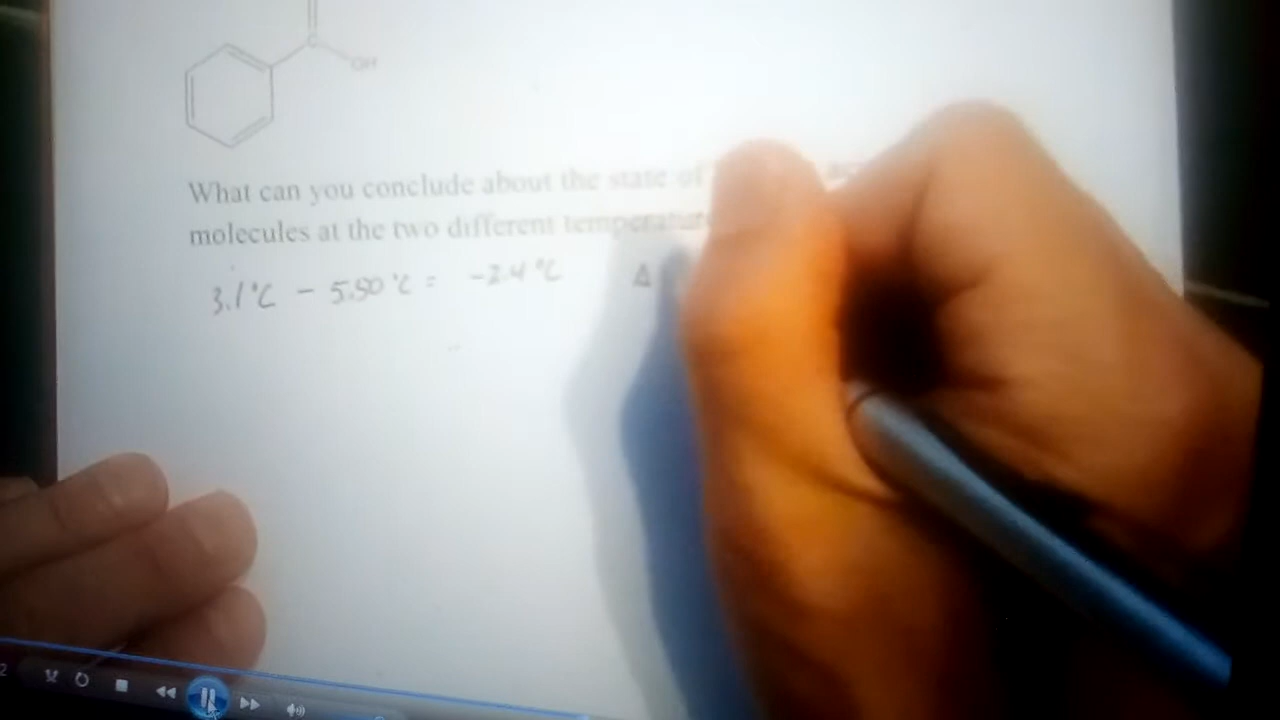 C
OH
What can you conclude about the state of
molecules at the two different
3.1°C - 5.50°C = -2.4°C Δ